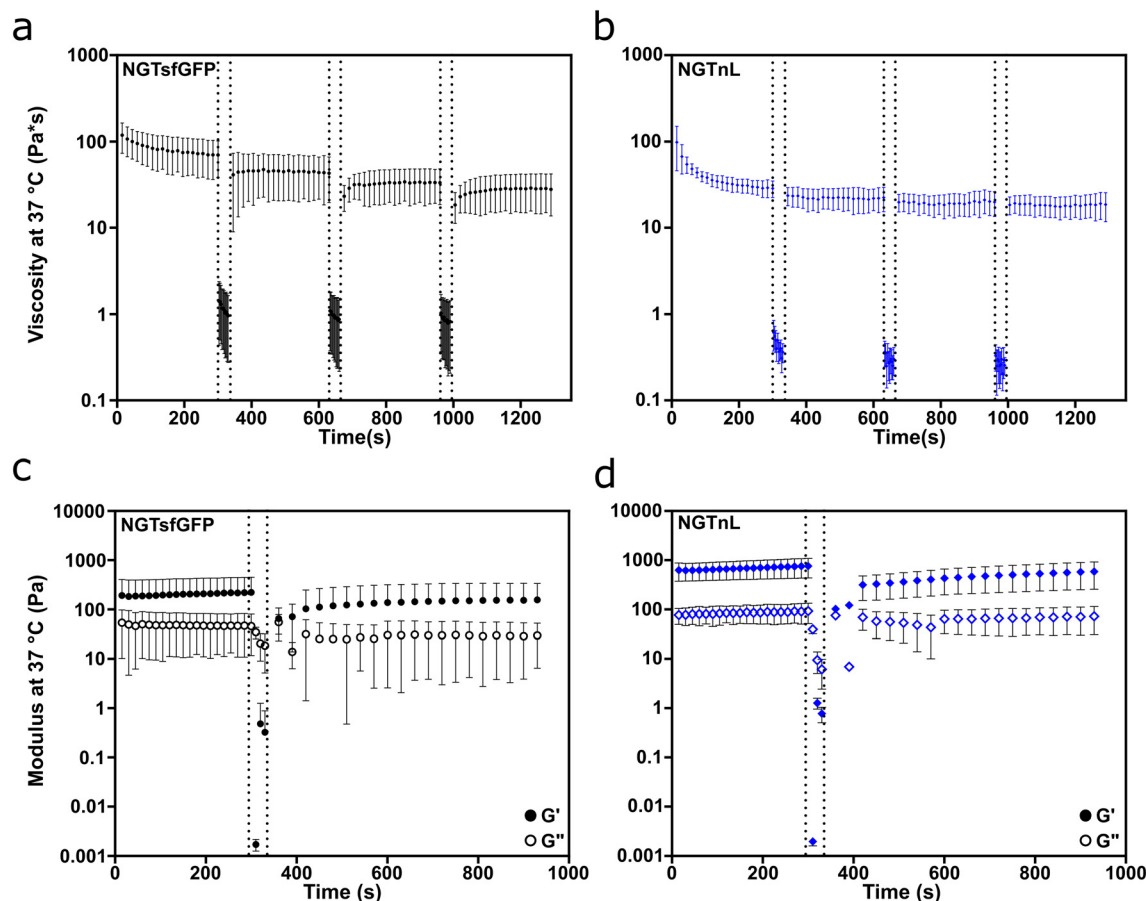 a
b
Viscosity at 37 °C (Pa*s)
NGTsfGFP
1000
100
10
1
0.1
0 200 400 600 800 1000 1200
Time(s)
NGTnL
1000
100
10
1
0.1
0 200 400 600 800 1000 1200
Time(s)
c
d
Modulus at 37 °C (Pa)
NGTsfGFP
10000
1000
100
10
1
0.1
0.01
0.001
0 200 400 600 800 1000
Time (s)
G'
G"
NGTnL
10000
1000
100
10
1
0.1
0.01
0.001
0 200 400 600 800 1000
Time (s)
G'
G"